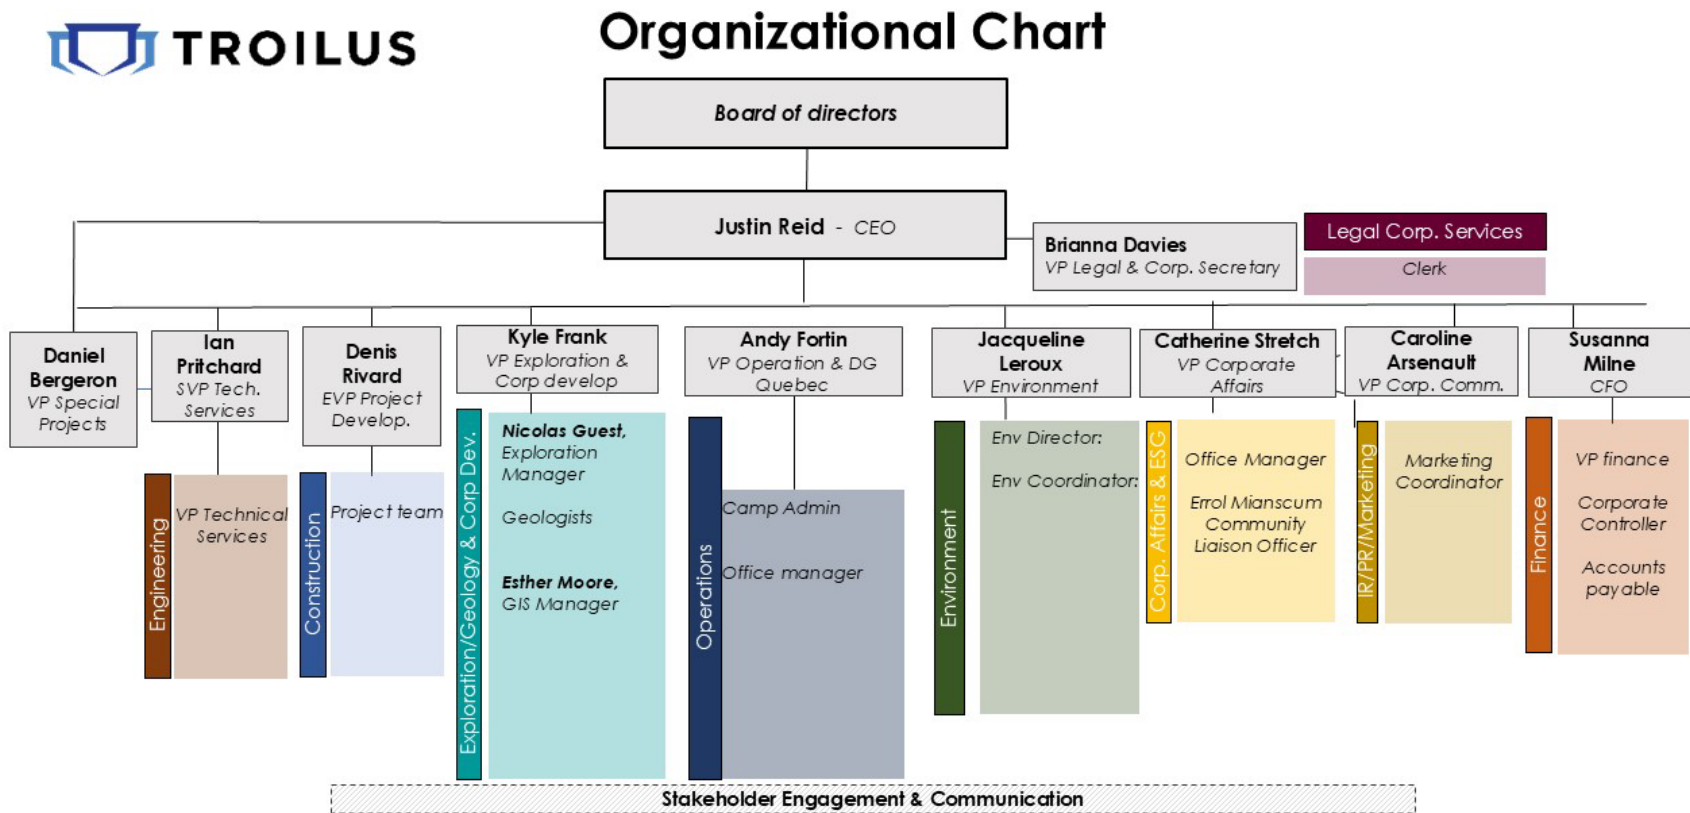 TROILUS
Organizational Chart
Board of directors
Justin Reid - CEO
Brianna Davies
VP Legal & Corp. Secretary
Legal Corp. Services
Clerk
Daniel
Bergeron
VP Special
Projects
Ian
Pritchard
SVP Tech.
Services
Denis
Rivard
EVP Project
Develop.
Kyle Frank
VP Exploration &
Corp develop
Andy Fortin
VP Operation & DG
Quebec
Jacqueline
Leroux
VP Environment
Catherine Stretch
VP Corporate
Affairs
Caroline
Arsenault
VP Corp. Comm.
Susanna
Milne
CFO
Engineering
VP Technical
Services
Construction
Project team
Exploration/Geology & Corp Dev.
Nicolas Guest,
Exploration
Manager
Geologists
Esther Moore,
GIS Manager
Operations
Camp Admin
Office manager
Environment
Env Director:
Env Coordinator:
Corp. Affairs & ESG
Office Manager
Errol Mianscum
Community
Liaison Officer
IR/PR/Marketing
Marketing
Coordinator
Finance
VP finance
Corporate
Controller
Accounts
payable
Stakeholder Engagement & Communication